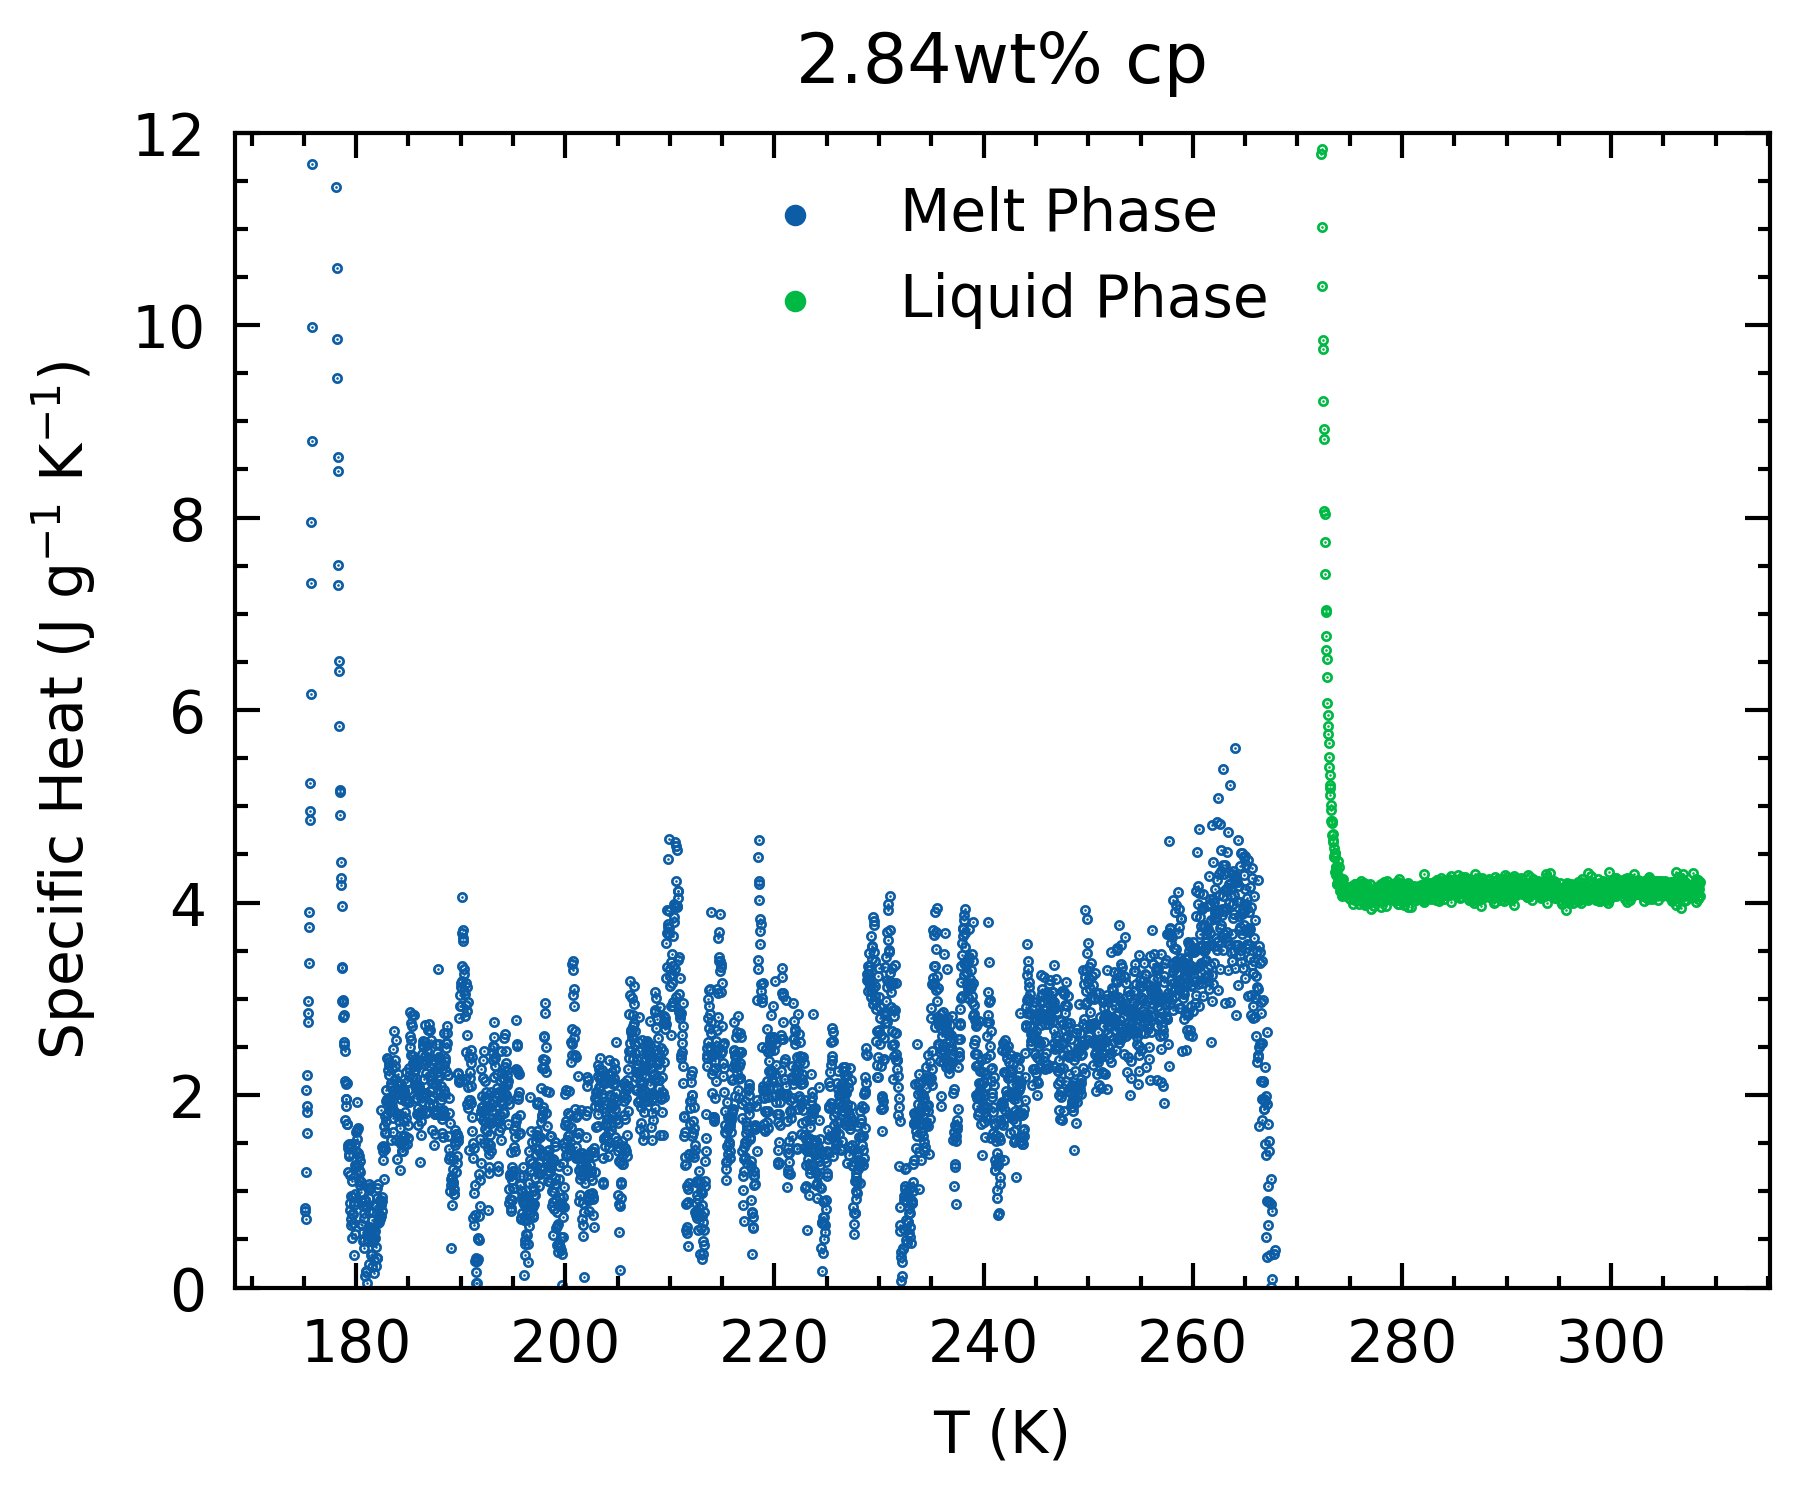 2.84wt% cp
12
10
8
6
4
2
0
Specific Heat (J g⁻¹ K⁻¹)
Melt Phase
Liquid Phase
180 200 220 240 260 280 300
T (K)